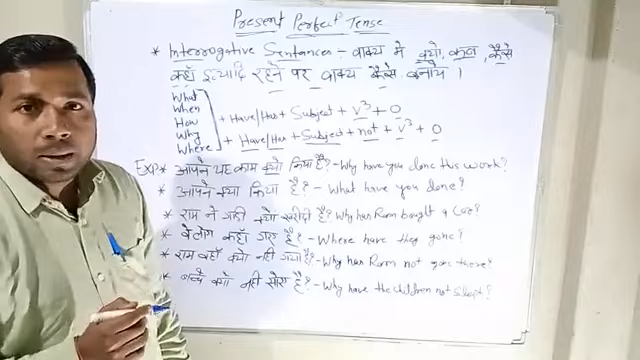 Present Perfect Tense
* Interrogative Sentences - वाक्य में क्यों, कब, कैसे
कहाँ इत्यादि रहने पर वाक्य कैसे बनायें ।
What
When
How
Why
Where
+ Have/Has + Subject + V³ + O
+ Have/Has + Subject + not + V³ + O
EXP * आपने यह काम क्यों किया है? - Why have you done this work?
* आपने क्या किया है? - What have you done?
* राम ने गाड़ी क्यों खरीदी है? Why has Ram bought a Car?
* वे लोग कहाँ गए हैं? - Where have they gone?
* राम वहाँ क्यों नहीं गया है? - Why has Ram not gone there?
* बच्चे क्यों नहीं सोए हैं? - Why have the children not slept?